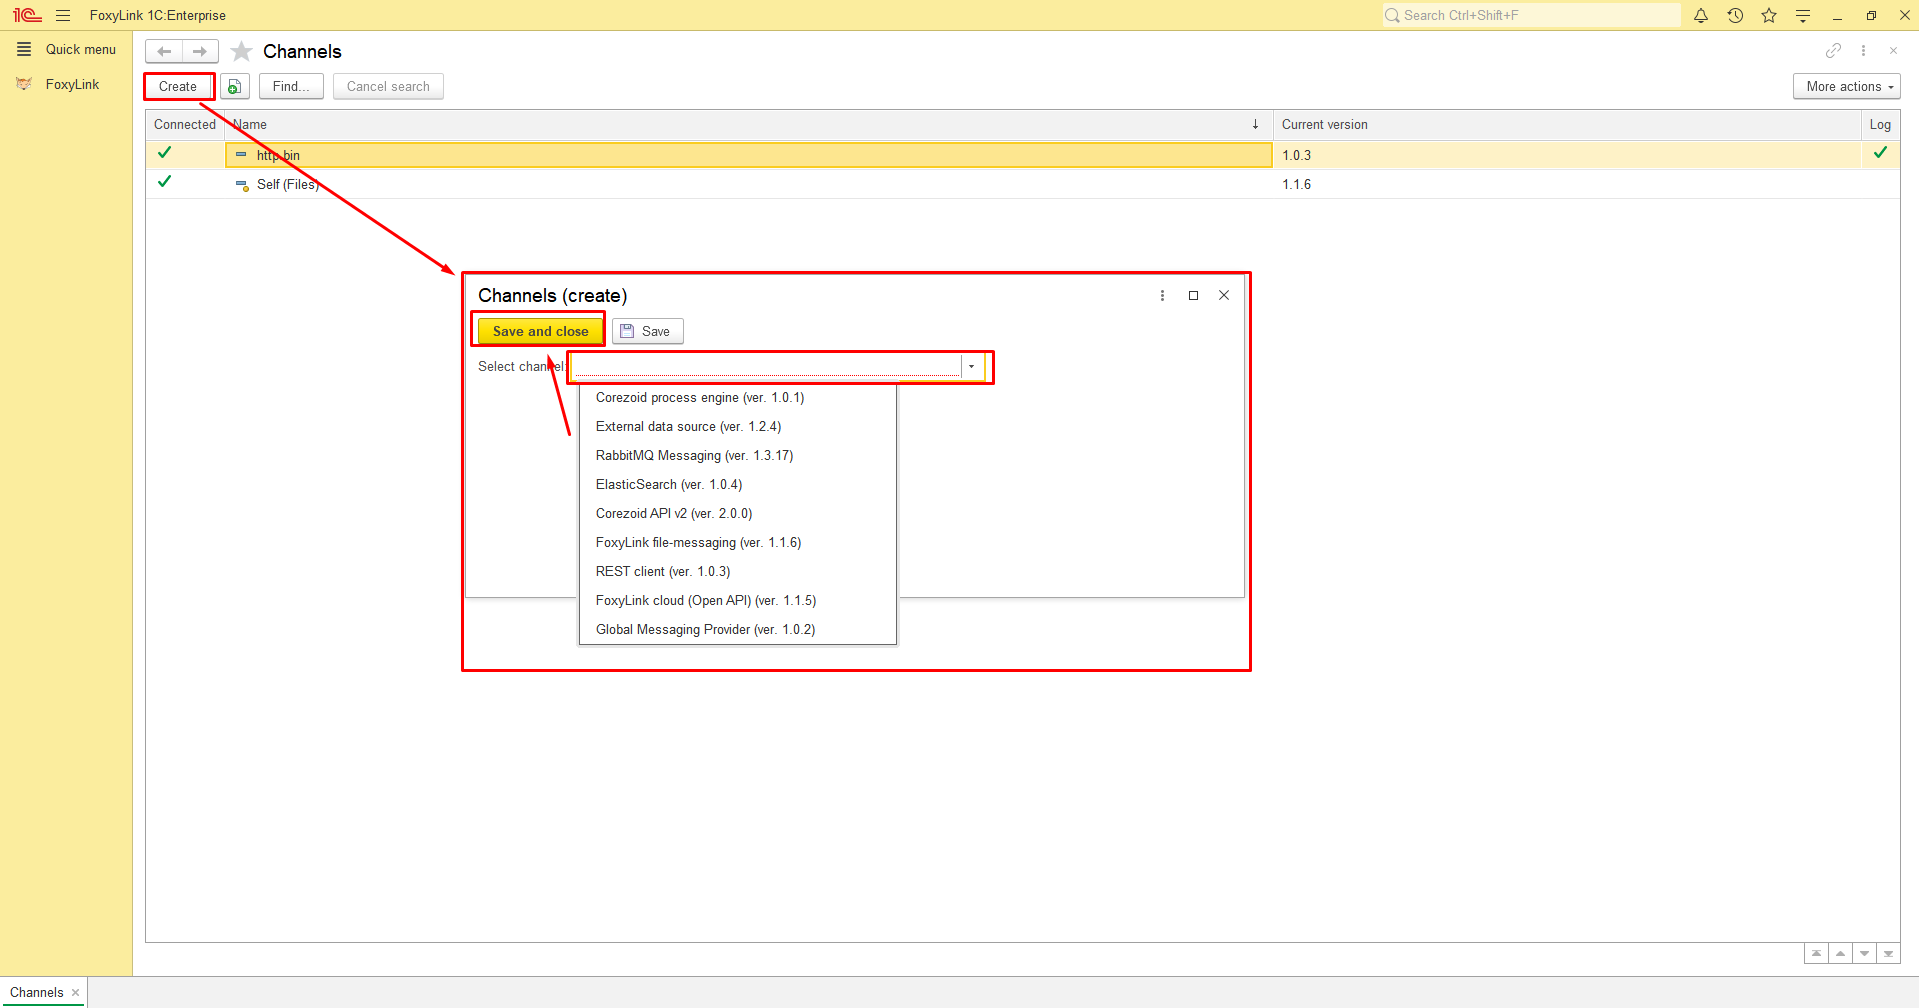 1C FoxyLink 1C:Enterprise
Search Ctrl+Shift+F
Quick menu
FoxyLink
Channels
Create
Find...
Cancel search
More actions
Connected Name Current version Log
http bin 1.0.3
Self (Files) 1.1.6
Channels (create)
Save and close
Save
Select channel:
Corezoid process engine (ver. 1.0.1)
External data source (ver. 1.2.4)
RabbitMQ Messaging (ver. 1.3.17)
ElasticSearch (ver. 1.0.4)
Corezoid API v2 (ver. 2.0.0)
FoxyLink file-messaging (ver. 1.1.6)
REST client (ver. 1.0.3)
FoxyLink cloud (Open API) (ver. 1.1.5)
Global Messaging Provider (ver. 1.0.2)
Channels